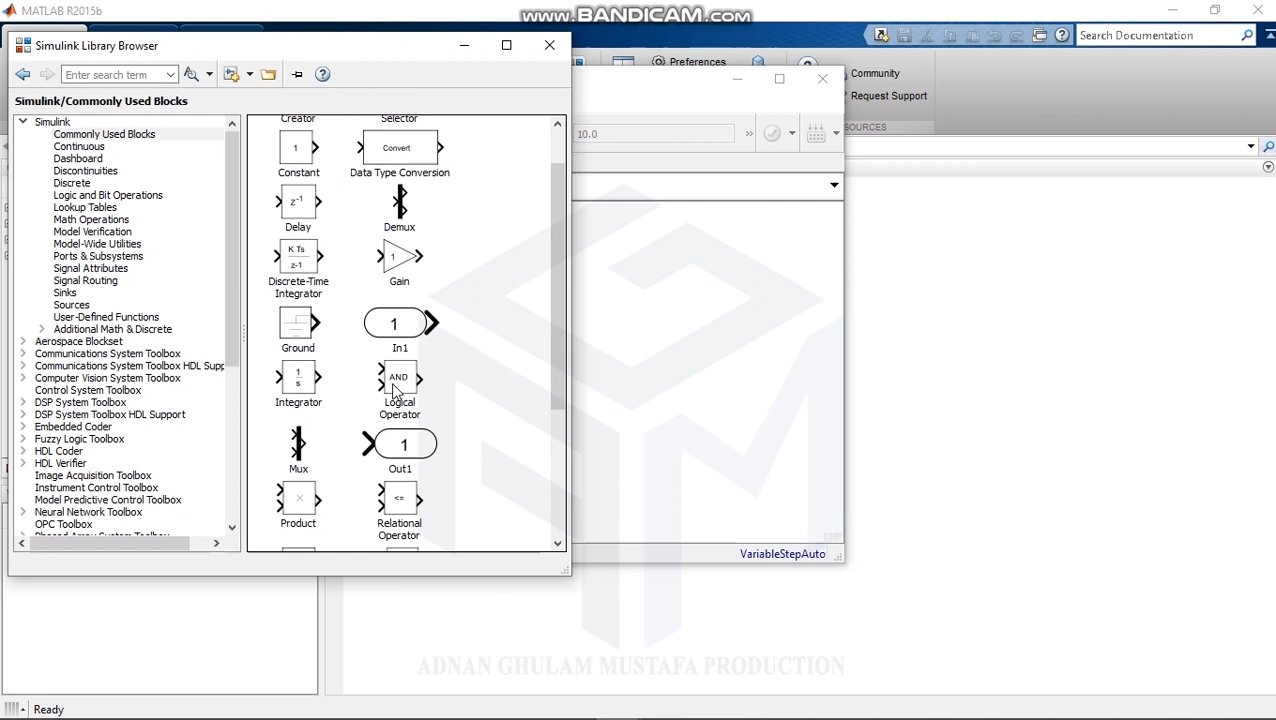 MATLAB R2015b
www.BANDICAM.com
Simulink Library Browser
Search Documentation
Enter search term
Preferences
Community
Request Support
RESOURCES
Simulink/Commonly Used Blocks
10.0
Simulink
Commonly Used Blocks
Continuous
Dashboard
Discontinuities
Discrete
Logic and Bit Operations
Lookup Tables
Math Operations
Model Verification
Model-Wide Utilities
Ports & Subsystems
Signal Attributes
Signal Routing
Sinks
Sources
User-Defined Functions
Additional Math & Discrete
Aerospace Blockset
Communications System Toolbox
Communications System Toolbox HDL Supp
Computer Vision System Toolbox
Control System Toolbox
DSP System Toolbox
DSP System Toolbox HDL Support
Embedded Coder
Fuzzy Logic Toolbox
HDL Coder
HDL Verifier
Image Acquisition Toolbox
Instrument Control Toolbox
Model Predictive Control Toolbox
Neural Network Toolbox
OPC Toolbox
Phased Array System Toolbox
Creator
Selector
1
Convert
Constant
Data Type Conversion
z-1
Delay
Demux
K Ts
z-1
1
Discrete-Time
Integrator
Gain
1
Ground
In1
1
s
AND
Integrator
Logical
Operator
1
Mux
Out1
×
<=
Product
Relational
Operator
VariableStepAuto
ADNAN GHULAM MUSTAFA PRODUCTION
Ready